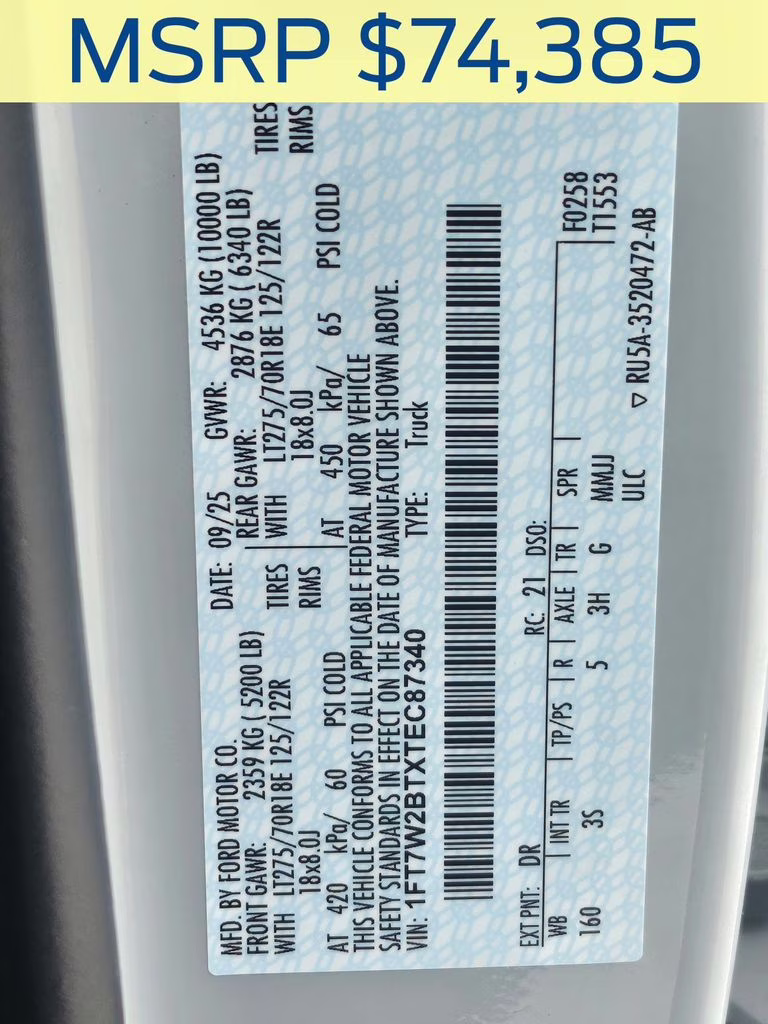 MSRP $74,385
MFD. BY FORD MOTOR CO.
DATE: 09/25 GVWR: 4536 KG (10000 LB)
FRONT GAWR: 2359 KG ( 5200 LB)
REAR GAWR: 2876 KG ( 6340 LB)
WITH LT275/70R18E 125/122R TIRES
WITH LT275/70R18E 125/122R TIRES
18x8.0J RIMS
18x8.0J RIMS
AT 420 kPa/ 60 PSI COLD
AT 450 kPa/ 65 PSI COLD
THIS VEHICLE CONFORMS TO ALL APPLICABLE FEDERAL MOTOR VEHICLE
SAFETY STANDARDS IN EFFECT ON THE DATE OF MANUFACTURE SHOWN ABOVE.
VIN: 1FT7W2BTXTEC87340 TYPE: Truck
EXT PNT: DR RC: 21 DSO:
WB INT TR TP/PS R AXLE TR SPR F0258
160 3S 5 3H G MMJJ T1553
ULC
▽ RU5A-3520472-AB